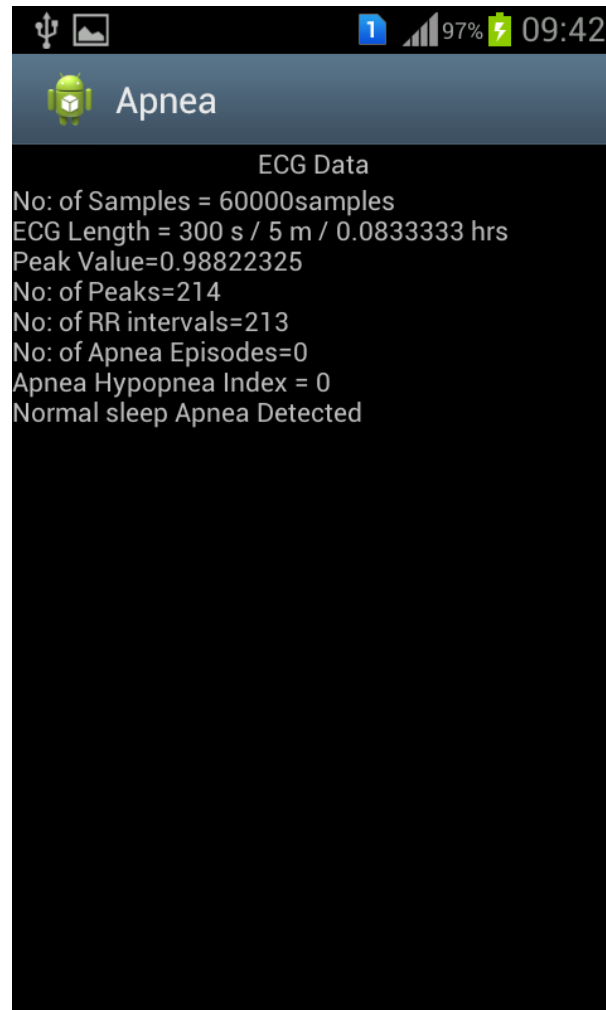 1 97% 09:42
Apnea
ECG Data
No: of Samples = 60000samples
ECG Length = 300 s / 5 m / 0.0833333 hrs
Peak Value=0.98822325
No: of Peaks=214
No: of RR intervals=213
No: of Apnea Episodes=0
Apnea Hypopnea Index = 0
Normal sleep Apnea Detected